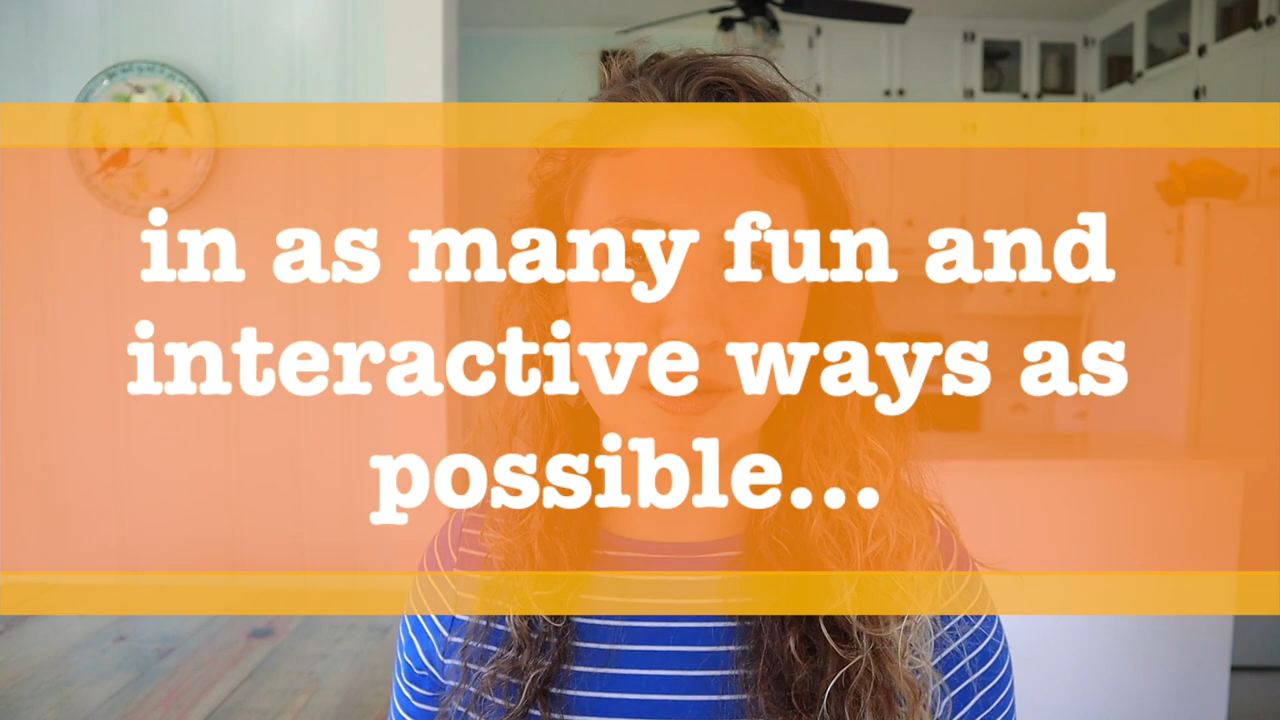 in as many fun and
interactive ways as
possible...